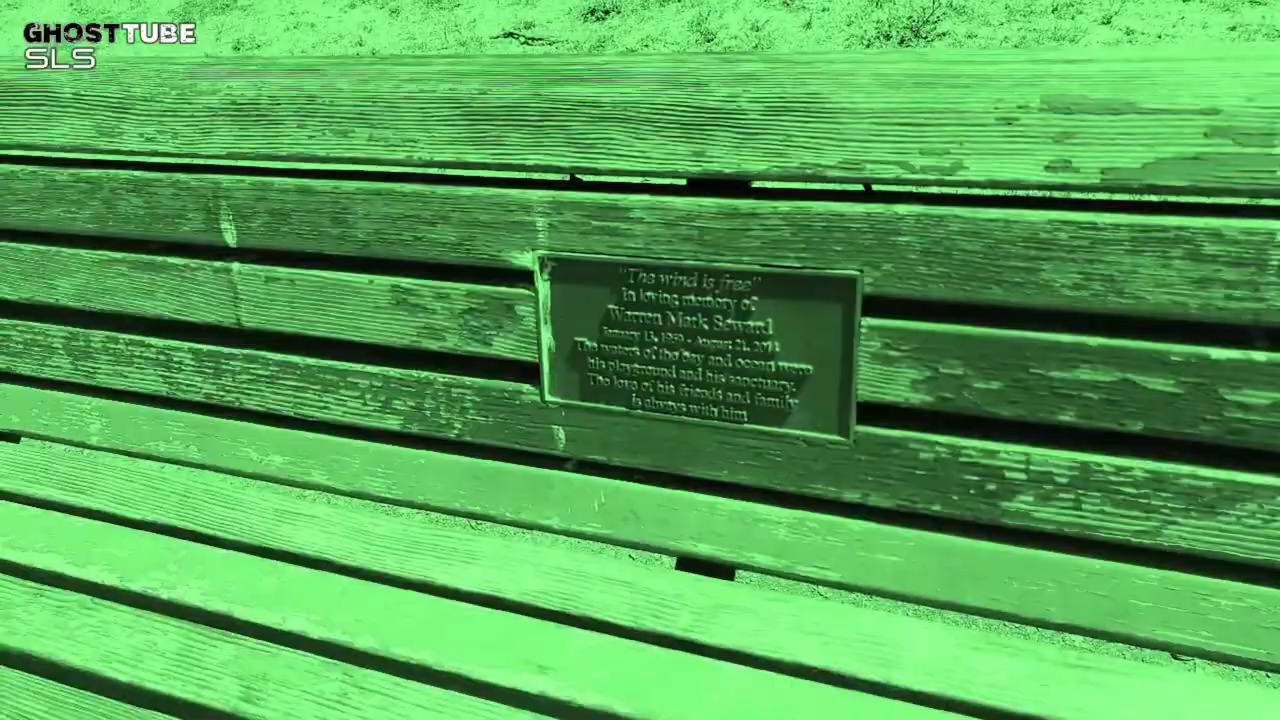 GHOSTTUBE
SLS
"The wind is free"
In loving memory of
Warren Mark Seward
January 13, - August 21,
The waters of the bay and ocean were
his playground and his sanctuary.
The love of his friends and family
is always with him